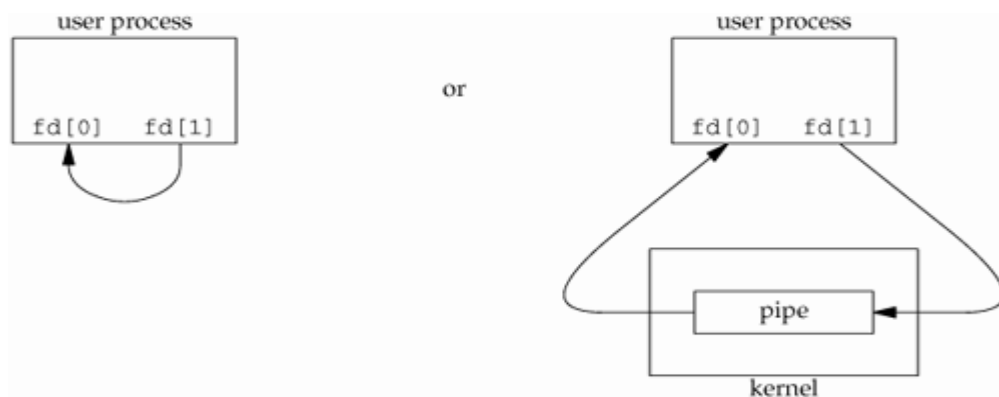 user process
fd[0] fd[1]
or
user process
fd[0] fd[1]
pipe
kernel